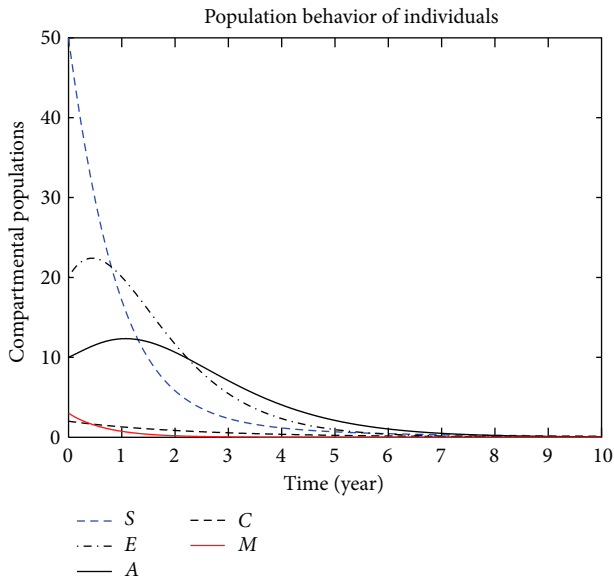 Population behavior of individuals
50
40
30
20
10
0
Compartmental populations
0 1 2 3 4 5 6 7 8 9 10
Time (year)
S
E
A
C
M